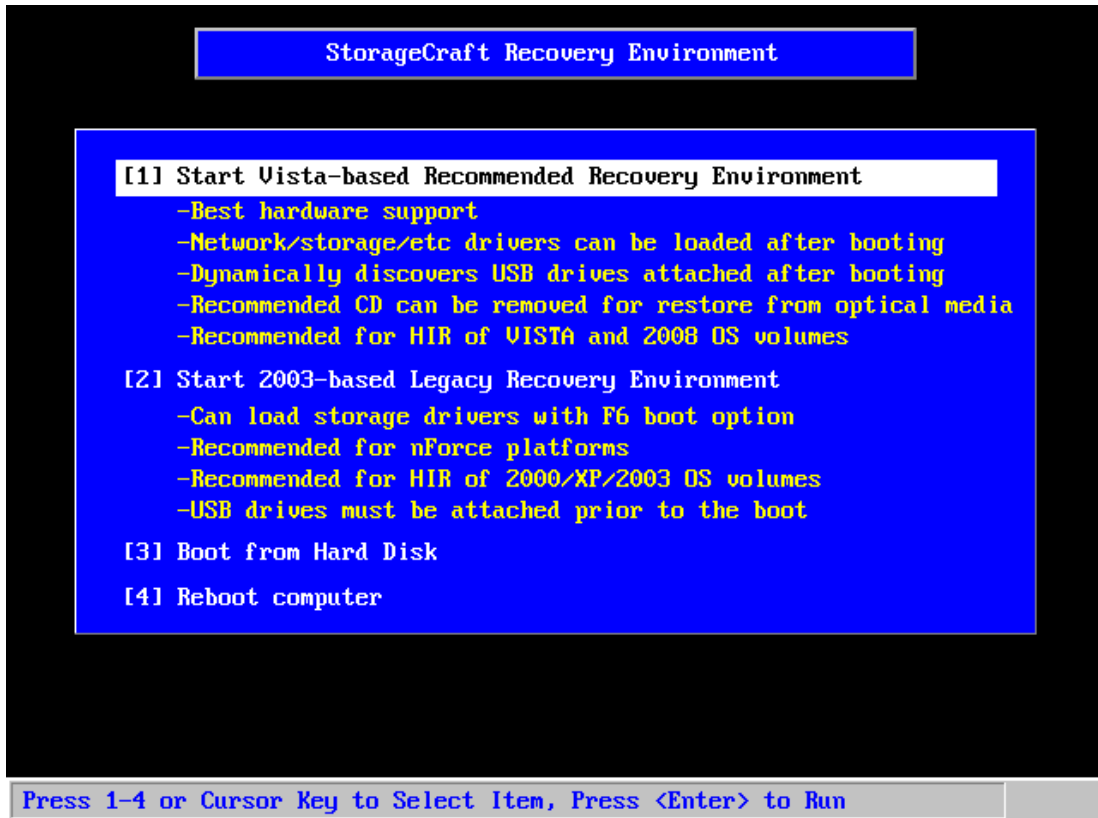 StorageCraft Recovery Environment
[1] Start Vista-based Recommended Recovery Environment
-Best hardware support
-Network/storage/etc drivers can be loaded after booting
-Dynamically discovers USB drives attached after booting
-Recommended CD can be removed for restore from optical media
-Recommended for HIR of VISTA and 2008 OS volumes
[2] Start 2003-based Legacy Recovery Environment
-Can load storage drivers with F6 boot option
-Recommended for nForce platforms
-Recommended for HIR of 2000/XP/2003 OS volumes
-USB drives must be attached prior to the boot
[3] Boot from Hard Disk
[4] Reboot computer
Press 1-4 or Cursor Key to Select Item, Press <Enter> to Run